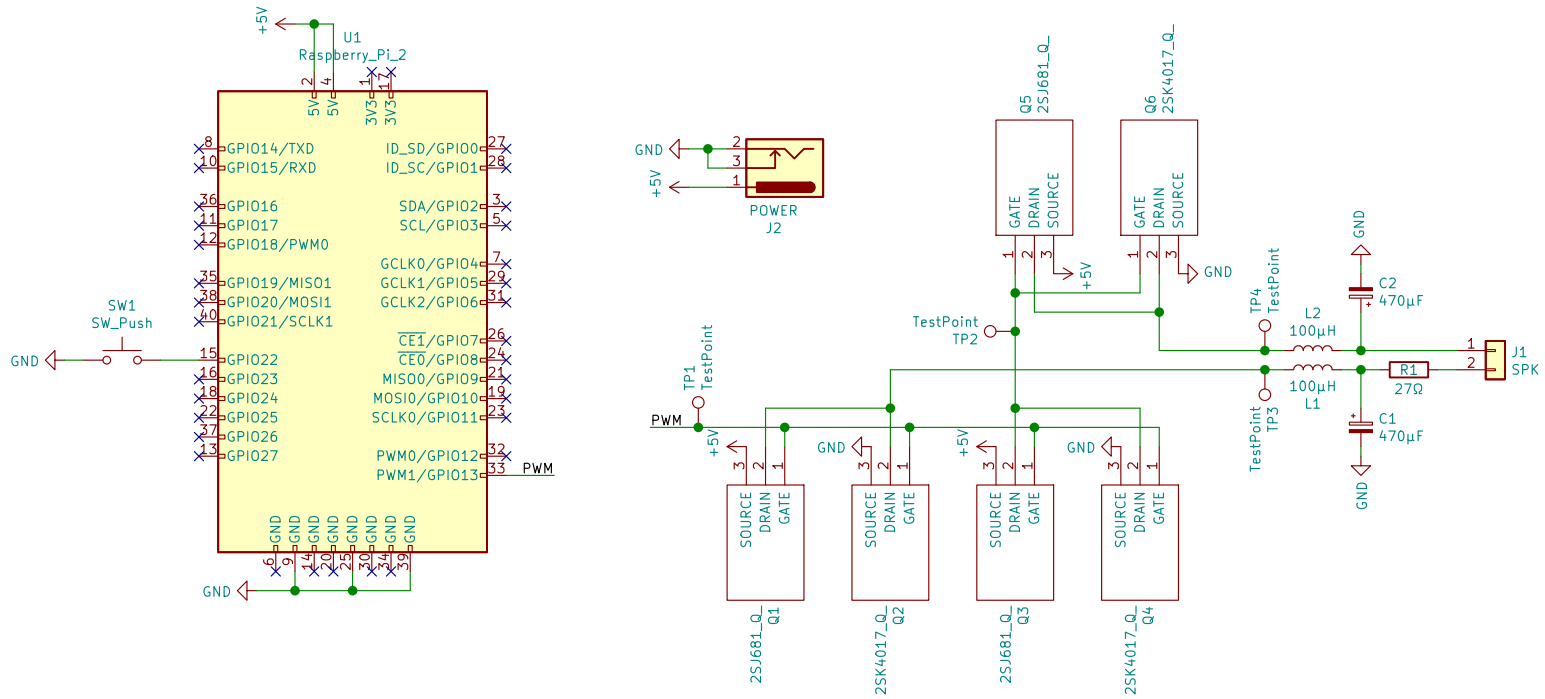 +5V
U1
Raspberry_Pi_2
2
4
1
17
5V
5V
3V3
3V3
8
GPIO14/TXD
10
GPIO15/RXD
36
GPIO16
11
GPIO17
12
GPIO18/PWM0
35
GPIO19/MISO1
38
GPIO20/MOSI1
40
GPIO21/SCLK1
15
GPIO22
16
GPIO23
18
GPIO24
22
GPIO25
37
GPIO26
13
GPIO27
ID_SD/GPIO0
27
ID_SC/GPIO1
28
SDA/GPIO2
3
SCL/GPIO3
5
GCLK0/GPIO4
7
GCLK1/GPIO5
29
GCLK2/GPIO6
31
CE1/GPIO7
26
CE0/GPIO8
24
MISO0/GPIO9
21
MOSI0/GPIO10
19
SCLK0/GPIO11
23
PWM0/GPIO12
32
PWM1/GPIO13
33
PWM
GND
GND
GND
GND
GND
GND
GND
GND
6
9
14
20
25
30
34
39
GND
SW1
SW_Push
GND
GND
2
3
+5V
1
POWER
J2
Q5
2SJ681_Q_
GATE
DRAIN
SOURCE
1
2
3
+5V
Q6
2SK4017_Q_
GATE
DRAIN
SOURCE
1
2
3
GND
TestPoint
TP2
TP1
TestPoint
PWM
TP4
TestPoint
TestPoint
TP3
L2
100µH
100µH
L1
GND
C2
470µF
+
+
C1
470µF
GND
R1
27Ω
1
2
J1
SPK
+5V
3
2
1
SOURCE
DRAIN
GATE
2SJ681_Q_
Q1
GND
3
2
1
SOURCE
DRAIN
GATE
2SK4017_Q_
Q2
+5V
3
2
1
SOURCE
DRAIN
GATE
2SJ681_Q_
Q3
GND
3
2
1
SOURCE
DRAIN
GATE
2SK4017_Q_
Q4